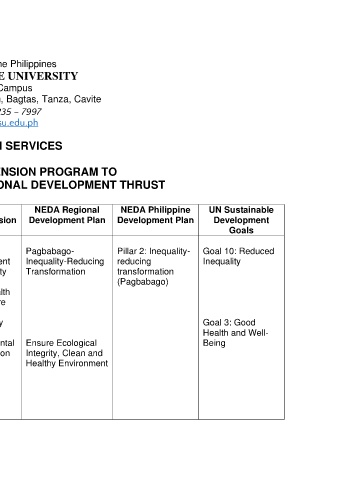 ne Philippines
E UNIVERSITY
Campus
, Bagtas, Tanza, Cavite
235 – 7997
su.edu.ph
SERVICES
ENSION PROGRAM TO
ONAL DEVELOPMENT THRUST
sion
NEDA Regional
Development Plan
NEDA Philippine
Development Plan
UN Sustainable
Development
Goals
ent
ty
lth
re
y
ntal
on
Pagbabago-
Inequality-Reducing
Transformation
Ensure Ecological
Integrity, Clean and
Healthy Environment
Pillar 2: Inequality-
reducing
transformation
(Pagbabago)
Goal 10: Reduced
Inequality
Goal 3: Good
Health and Well-
Being